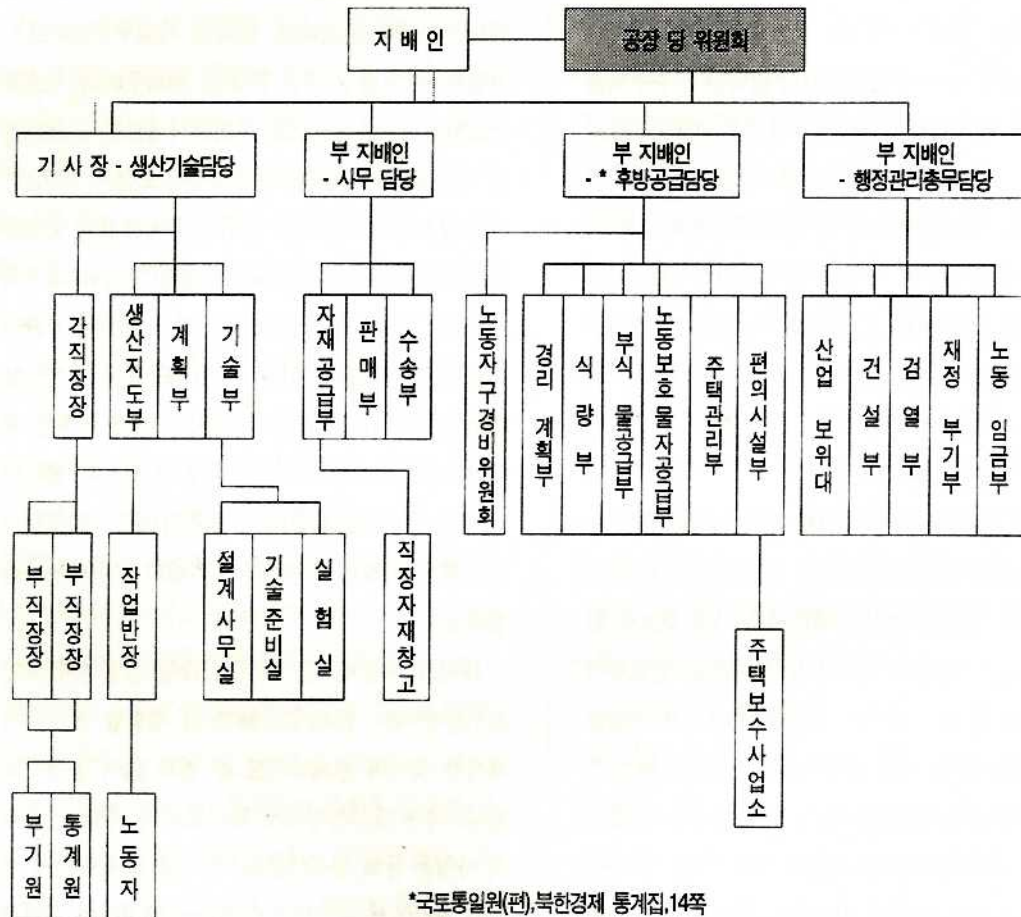 지 배 인
공장 당 위원회
기 사 장 - 생산기술담당
부 지배인
- 사무 담당
부 지배인
- * 후방공급담당
부 지배인
- 행정관리총무담당
각직장장
생산지도부
계획부
기술부
자재공급부
판매부
수송부
노동자구경비위원회
경리 계획부
식량부
부식 물공급부
노동보호물자공급부
주택관리부
편의시설부
산업 보위대
건설부
검열부
재정 부기부
노동 임금부
부직장장
부직장장
작업반장
설계사무실
기술준비실
실험실
직장자재창고
주택보수사업소
부기원
통계원
노동자
*국토통일원(편),북한경제 통계집,14쪽